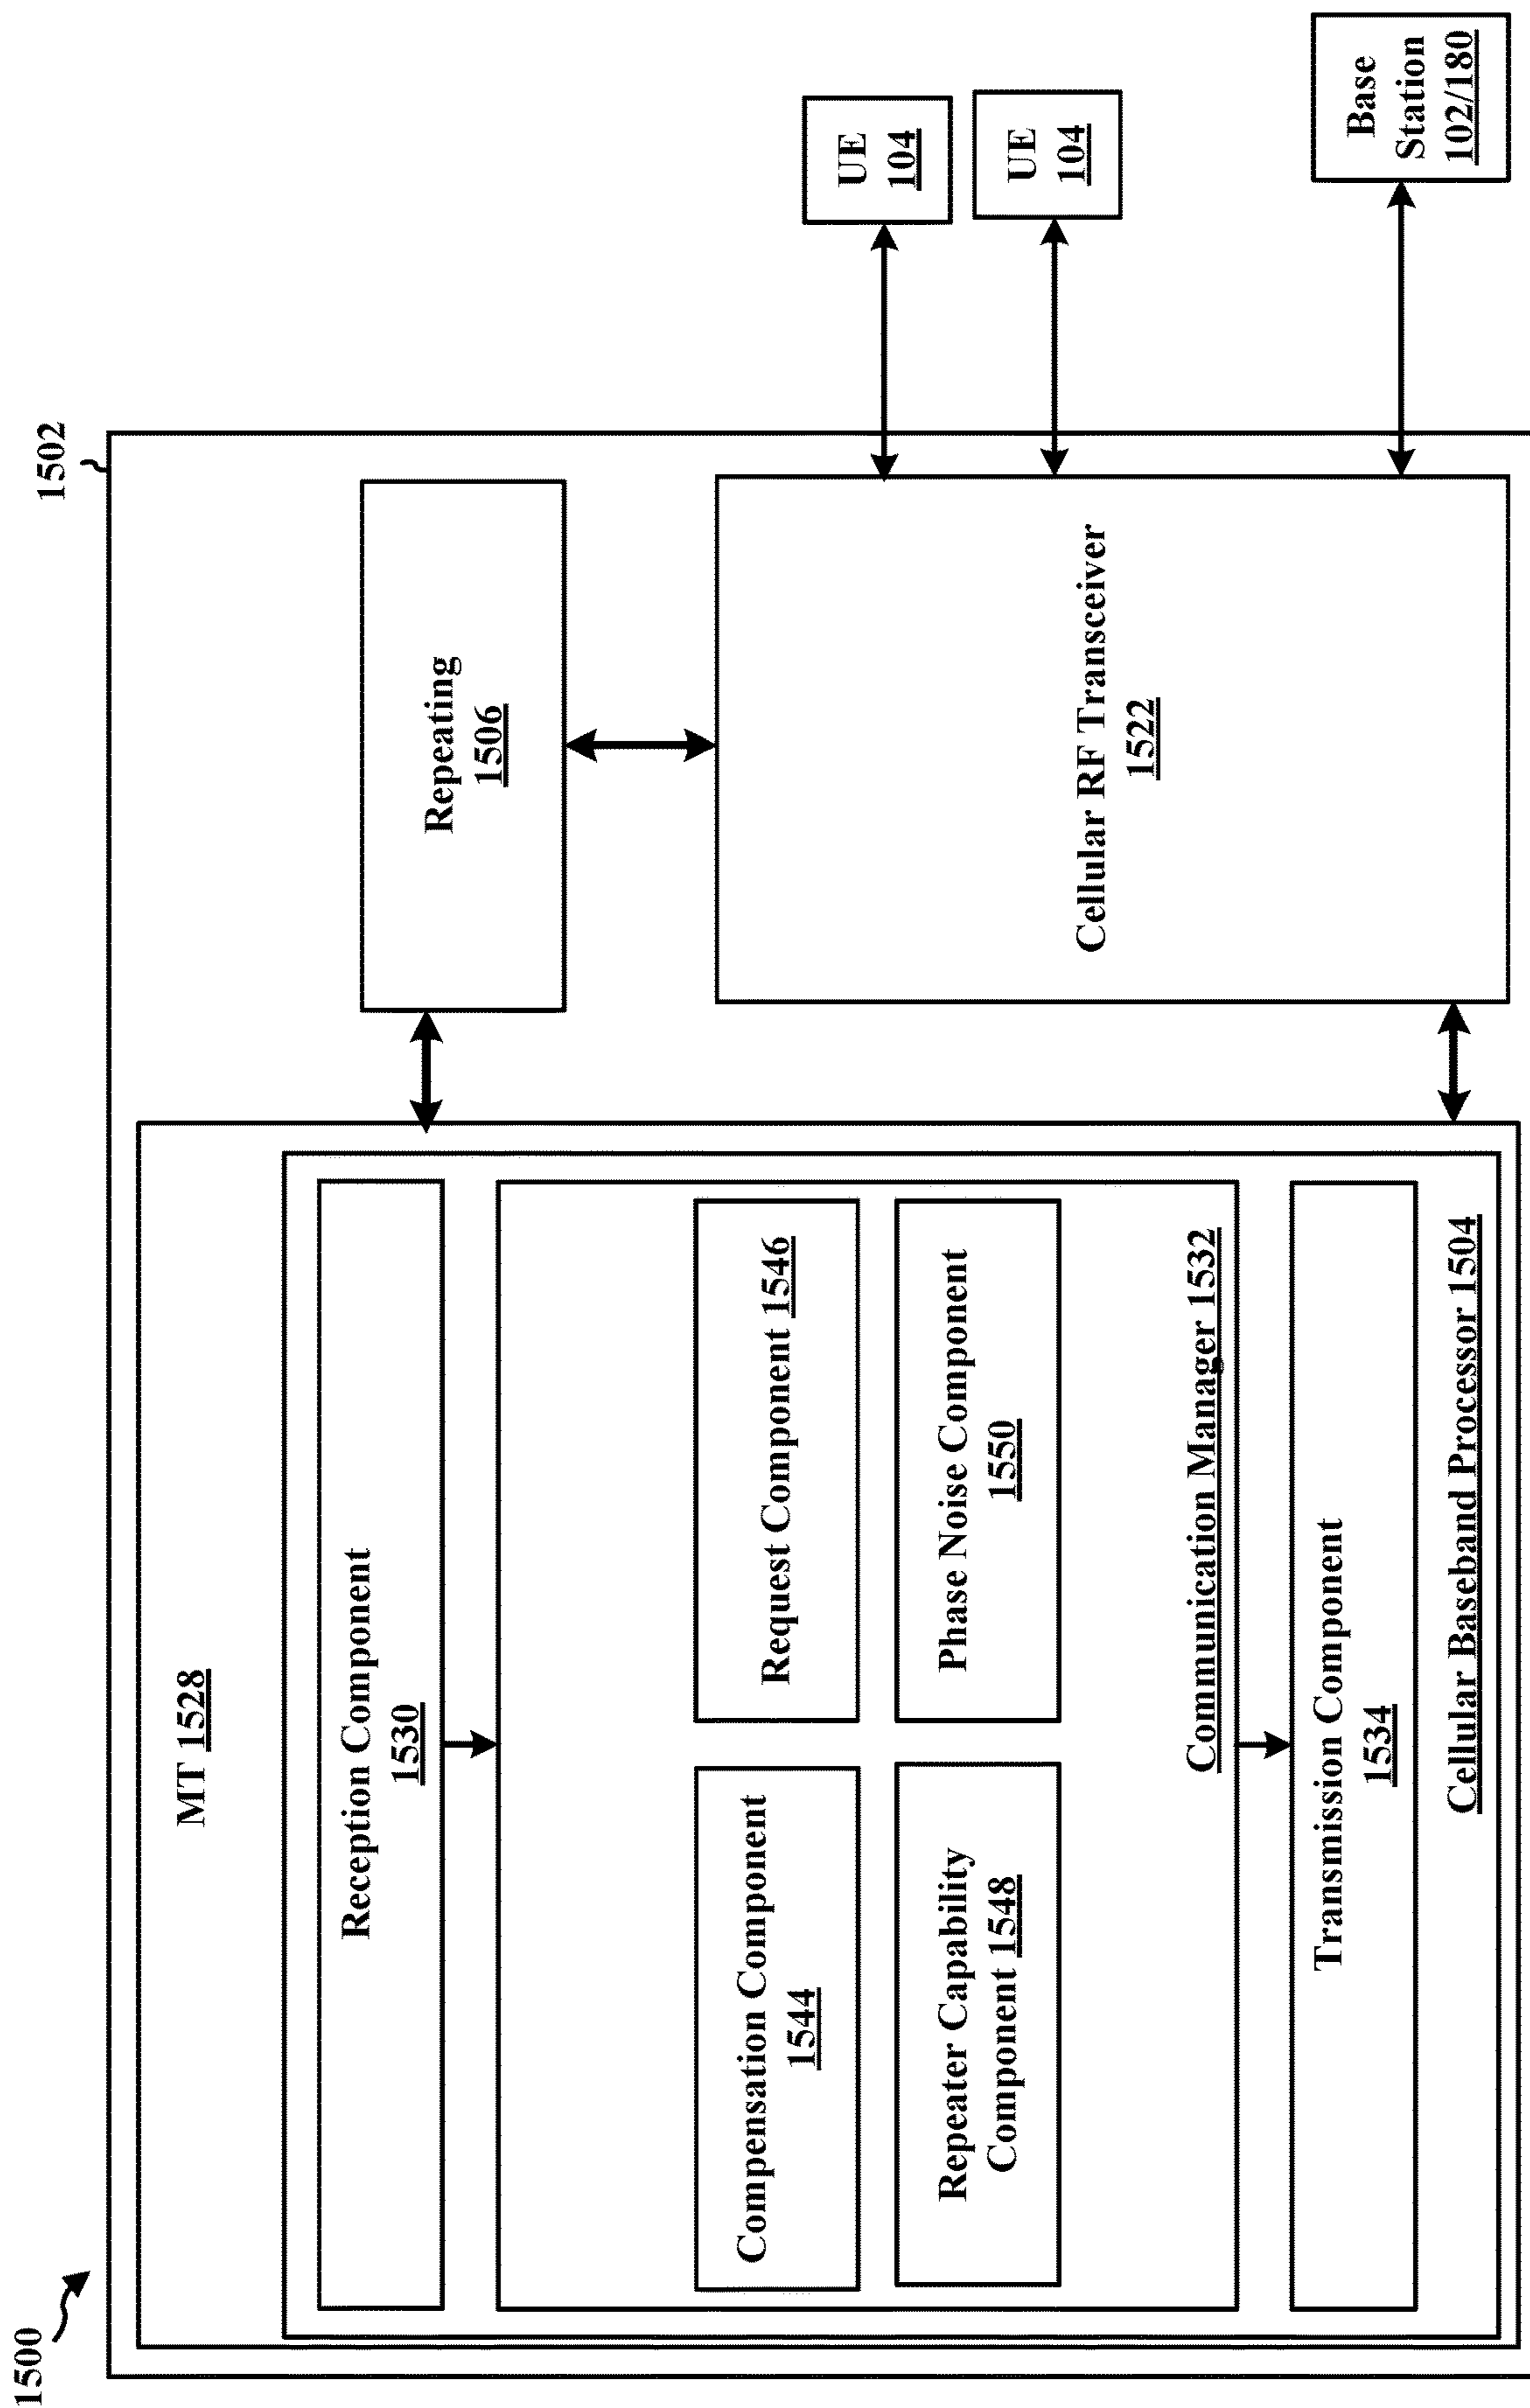 1500
1502
MT 1528
Reception Component
1530
Compensation Component
1544
Request Component 1546
Repeater Capability
Component 1548
Phase Noise Component
1550
Communication Manager 1532
Transmission Component
1534
Cellular Baseband Processor 1504
Repeating
1506
Cellular RF Transceiver
1522
UE
104
UE
104
Base
Station
102/180